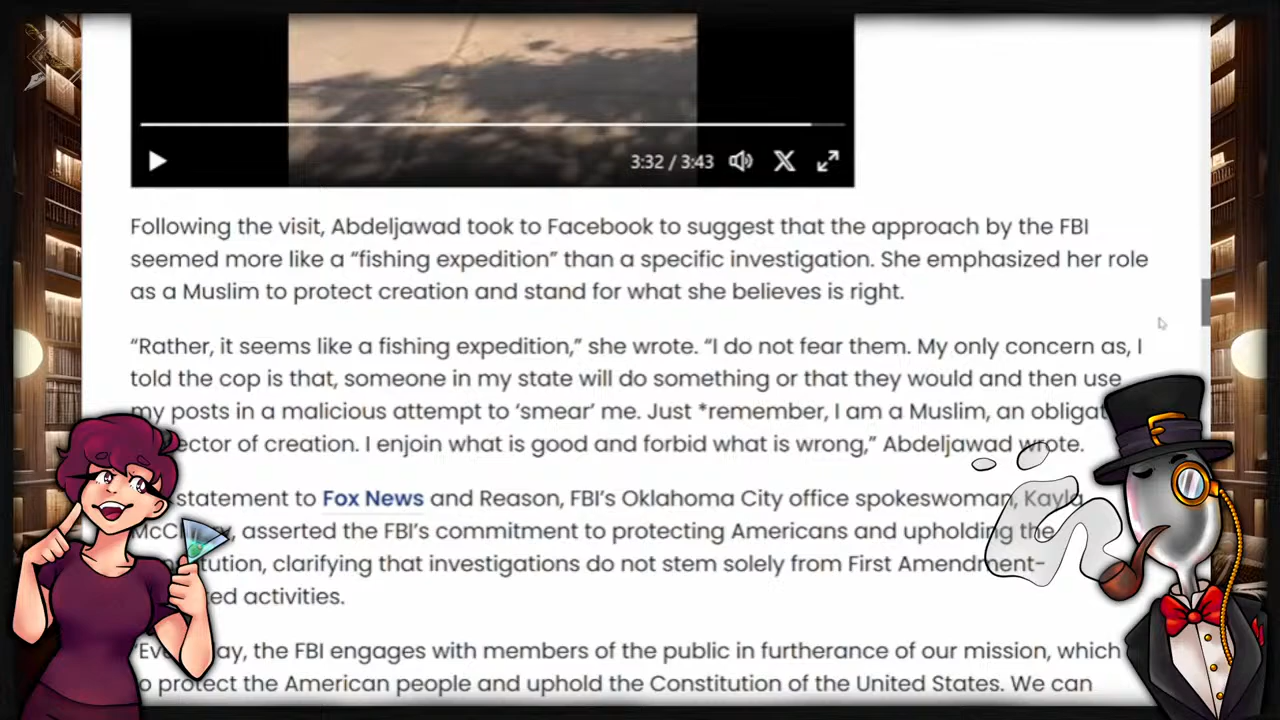 3:32 / 3:43
Following the visit, Abdeljawad took to Facebook to suggest that the approach by the FBI
seemed more like a “fishing expedition” than a specific investigation. She emphasized her role
as a Muslim to protect creation and stand for what she believes is right.
“Rather, it seems like a fishing expedition,” she wrote. “I do not fear them. My only concern as, I
told the cop is that, someone in my state will do something or that they would and then use
my posts in a malicious attempt to ‘smear’ me. Just *remember, I am a Muslim, an
of creation. I enjoin what is good and forbid what is wrong,” Abdeljawad wrote.
statement to Fox News and Reason, FBI’s Oklahoma City office spokeswoman, Kayla
asserted the FBI’s commitment to protecting Americans and upholding the
clarifying that investigations do not stem solely from First Amendment-
activities.
the FBI engages with members of the public in furtherance of our mission, which
protect the American people and uphold the Constitution of the United States. We can